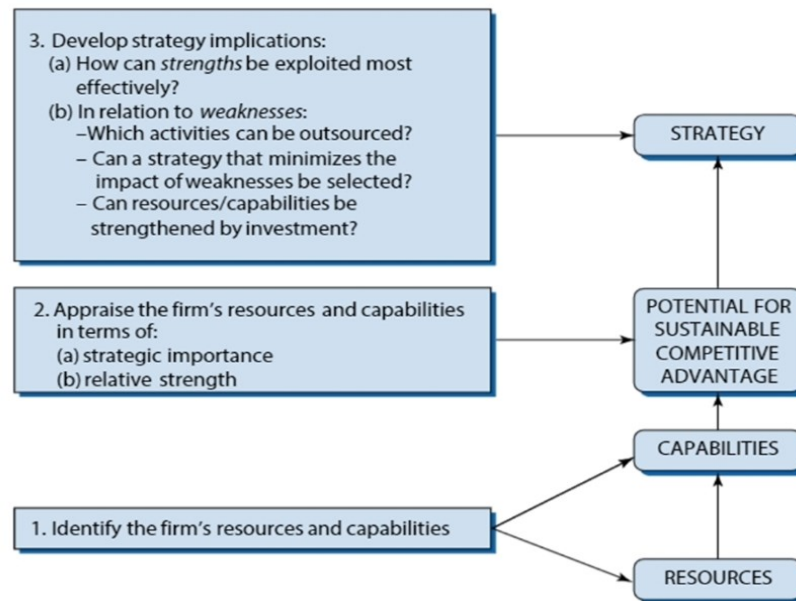 3. Develop strategy implications:
(a) How can strengths be exploited most
effectively?
(b) In relation to weaknesses:
–Which activities can be outsourced?
– Can a strategy that minimizes the
impact of weaknesses be selected?
– Can resources/capabilities be
strengthened by investment?
STRATEGY
2. Appraise the firm's resources and capabilities
in terms of:
(a) strategic importance
(b) relative strength
POTENTIAL FOR
SUSTAINABLE
COMPETITIVE
ADVANTAGE
CAPABILITIES
1. Identify the firm's resources and capabilities
RESOURCES